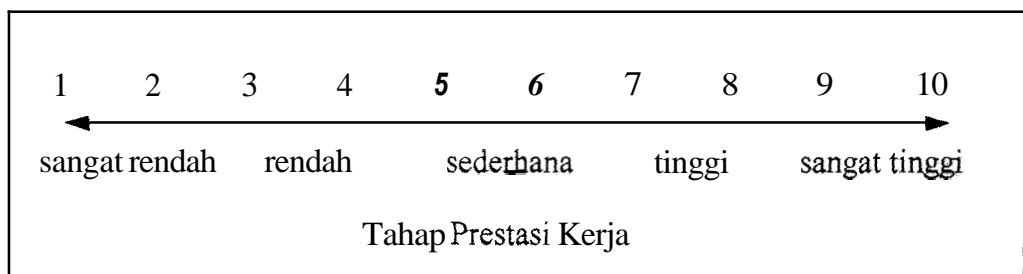 1 2 3 4 5 6 7 8 9 10
sangat rendah rendah sederhana tinggi sangat tinggi
Tahap Prestasi Kerja